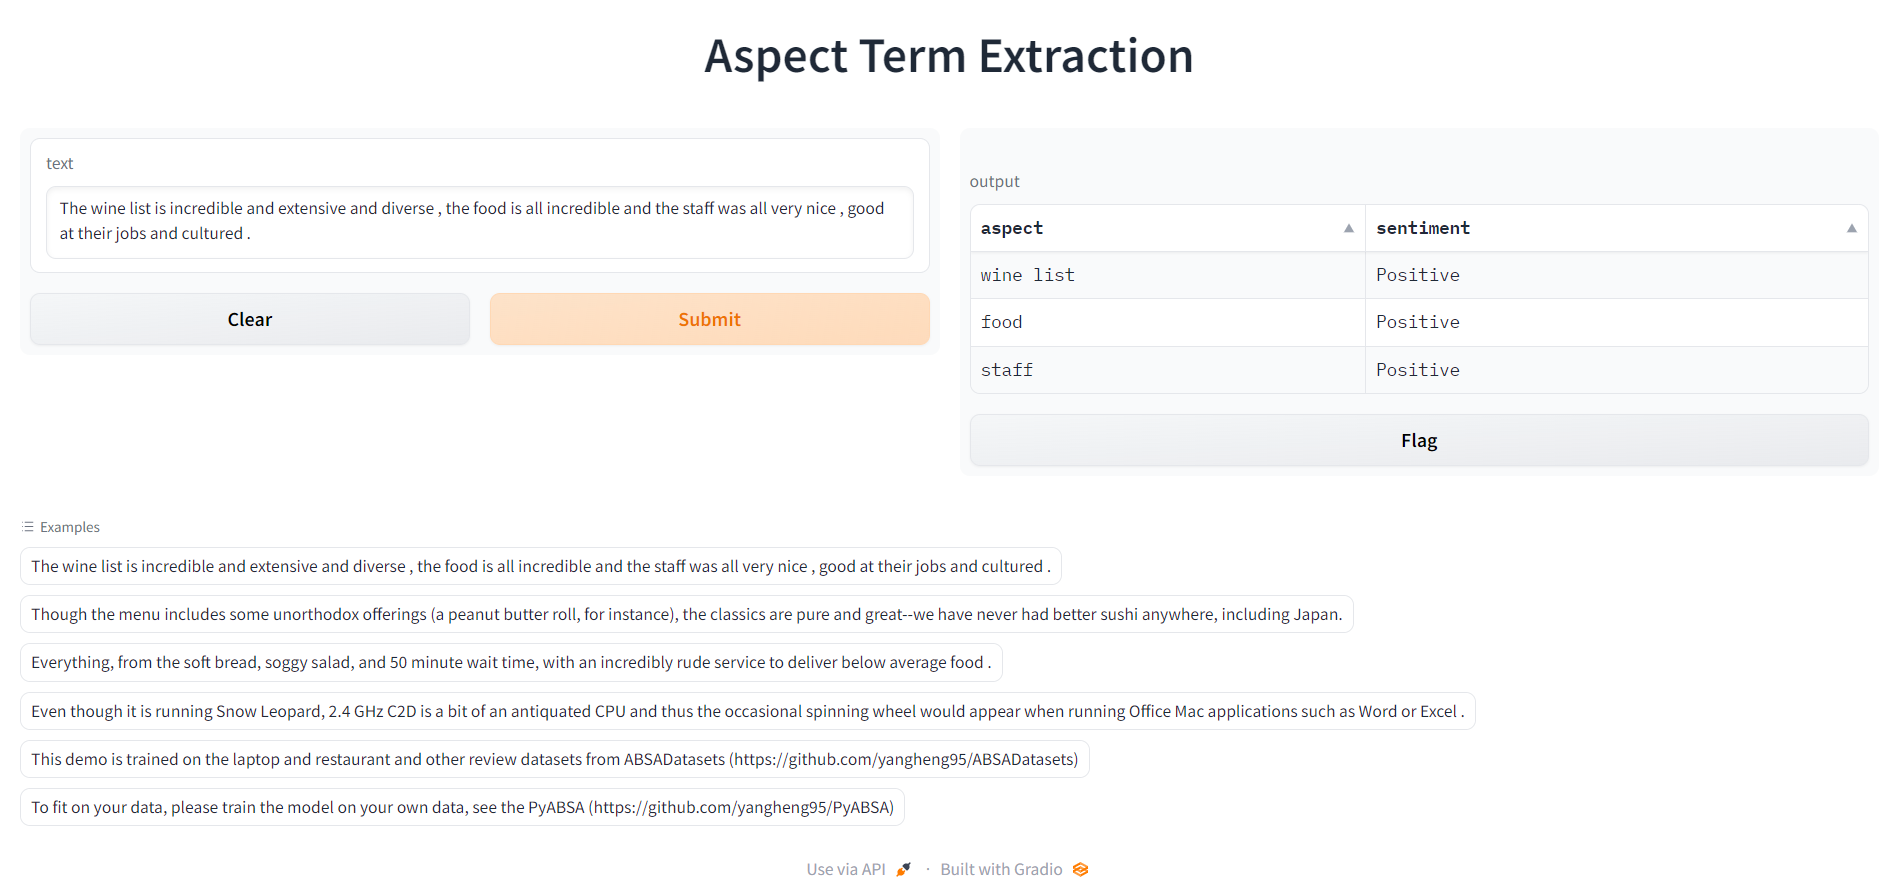 Aspect Term Extraction
text
The wine list is incredible and extensive and diverse , the food is all incredible and the staff was all very nice , good
at their jobs and cultured .
Clear
Submit
output
aspect
sentiment
wine list
Positive
food
Positive
staff
Positive
Flag
Examples
The wine list is incredible and extensive and diverse , the food is all incredible and the staff was all very nice , good at their jobs and cultured .
Though the menu includes some unorthodox offerings (a peanut butter roll, for instance), the classics are pure and great--we have never had better sushi anywhere, including Japan.
Everything, from the soft bread, soggy salad, and 50 minute wait time, with an incredibly rude service to deliver below average food .
Even though it is running Snow Leopard, 2.4 GHz C2D is a bit of an antiquated CPU and thus the occasional spinning wheel would appear when running Office Mac applications such as Word or Excel .
This demo is trained on the laptop and restaurant and other review datasets from ABSADatasets (https://github.com/yangheng95/ABSADatasets)
To fit on your data, please train the model on your own data, see the PyABSA (https://github.com/yangheng95/PyABSA)
Use via API · Built with Gradio